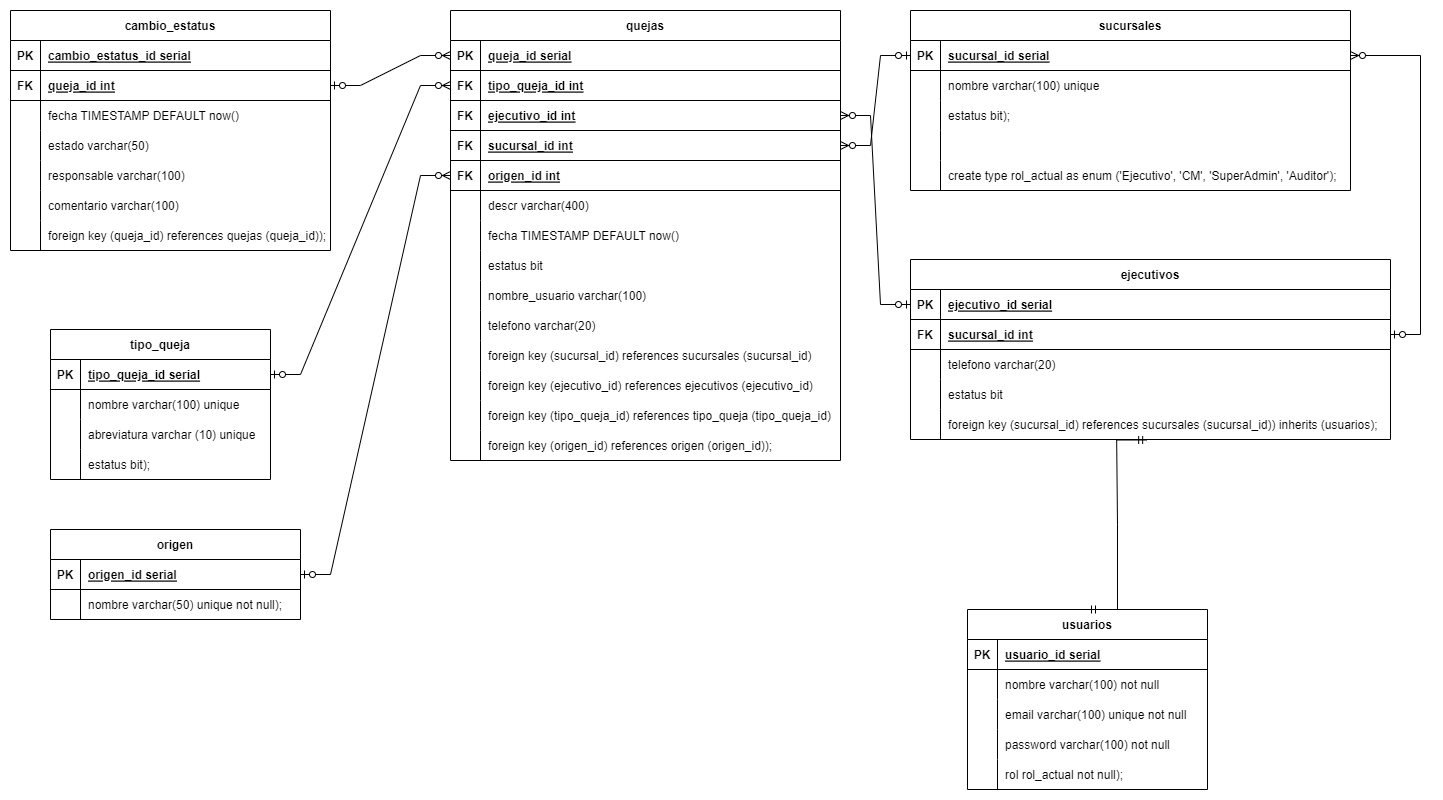 cambio_estatus
PK cambio_estatus_id serial
FK queja_id int
fecha TIMESTAMP DEFAULT now()
estado varchar(50)
responsable varchar(100)
comentario varchar(100)
foreign key (queja_id) references quejas (queja_id));
tipo_queja
PK tipo_queja_id serial
nombre varchar(100) unique
abreviatura varchar (10) unique
estatus bit);
origen
PK origen_id serial
nombre varchar(50) unique not null);
quejas
PK queja_id serial
FK tipo_queja_id int
FK ejecutivo_id int
FK sucursal_id int
FK origen_id int
descr varchar(400)
fecha TIMESTAMP DEFAULT now()
estatus bit
nombre_usuario varchar(100)
telefono varchar(20)
foreign key (sucursal_id) references sucursales (sucursal_id)
foreign key (ejecutivo_id) references ejecutivos (ejecutivo_id)
foreign key (tipo_queja_id) references tipo_queja (tipo_queja_id)
foreign key (origen_id) references origen (origen_id));
sucursales
PK sucursal_id serial
nombre varchar(100) unique
estatus bit);
create type rol_actual as enum ('Ejecutivo', 'CM', 'SuperAdmin', 'Auditor');
ejecutivos
PK ejecutivo_id serial
FK sucursal_id int
telefono varchar(20)
estatus bit
foreign key (sucursal_id) references sucursales (sucursal_id)) inherits (usuarios);
usuarios
PK usuario_id serial
nombre varchar(100) not null
email varchar(100) unique not null
password varchar(100) not null
rol rol_actual not null);